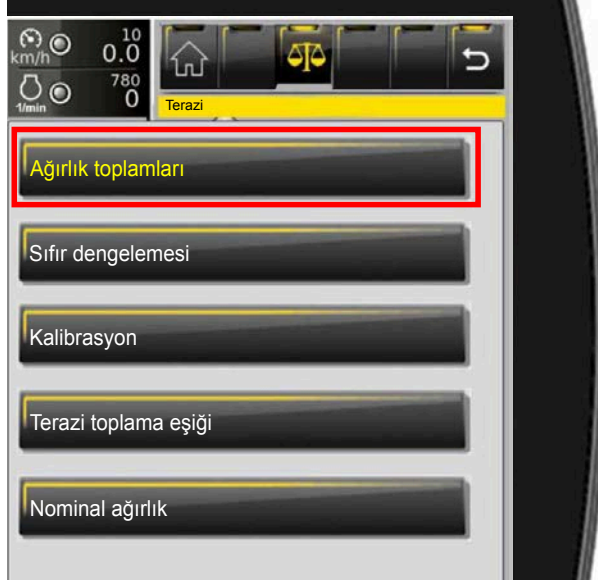 10
km/h 0.0
780
1/min 0
Terazi
Ağırlık toplamları
Sıfır dengelemesi
Kalibrasyon
Terazi toplama eşiği
Nominal ağırlık